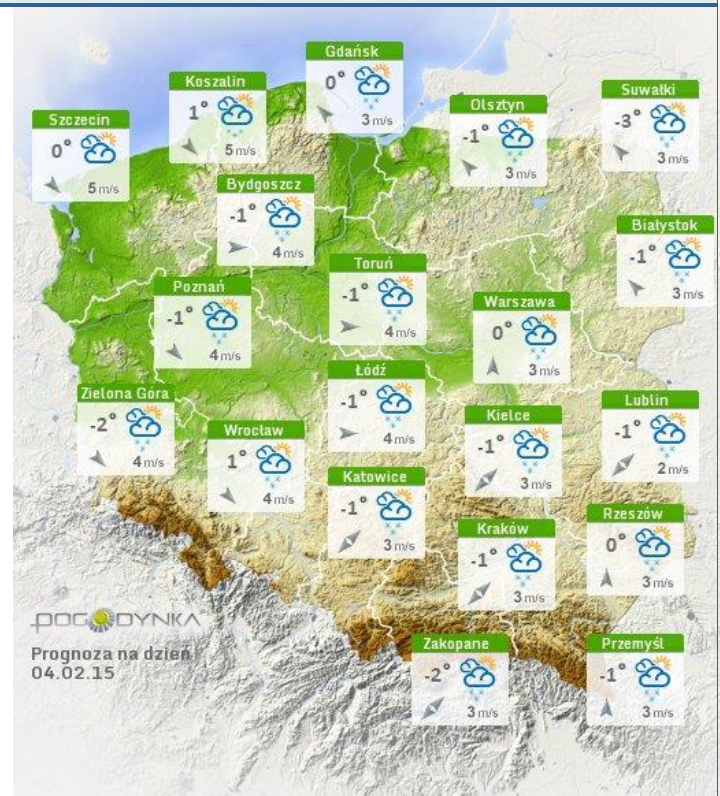 Gdańsk
0°
3 m/s
Koszalin
1°
5 m/s
Suwałki
-3°
3 m/s
Olsztyn
-1°
3 m/s
Szczecin
0°
5 m/s
Bydgoszcz
-1°
4 m/s
Białystok
-1°
3 m/s
Toruń
-1°
4 m/s
Poznań
-1°
4 m/s
Warszawa
0°
3 m/s
Łódź
-1°
4 m/s
Zielona Góra
-2°
4 m/s
Lublin
-1°
2 m/s
Kielce
-1°
3 m/s
Wrocław
1°
4 m/s
Katowice
-1°
3 m/s
Rzeszów
0°
3 m/s
Kraków
-1°
3 m/s
POGODYNKA
Prognoza na dzień
04.02.15
Zakopane
-2°
3 m/s
Przemyśl
-1°
3 m/s